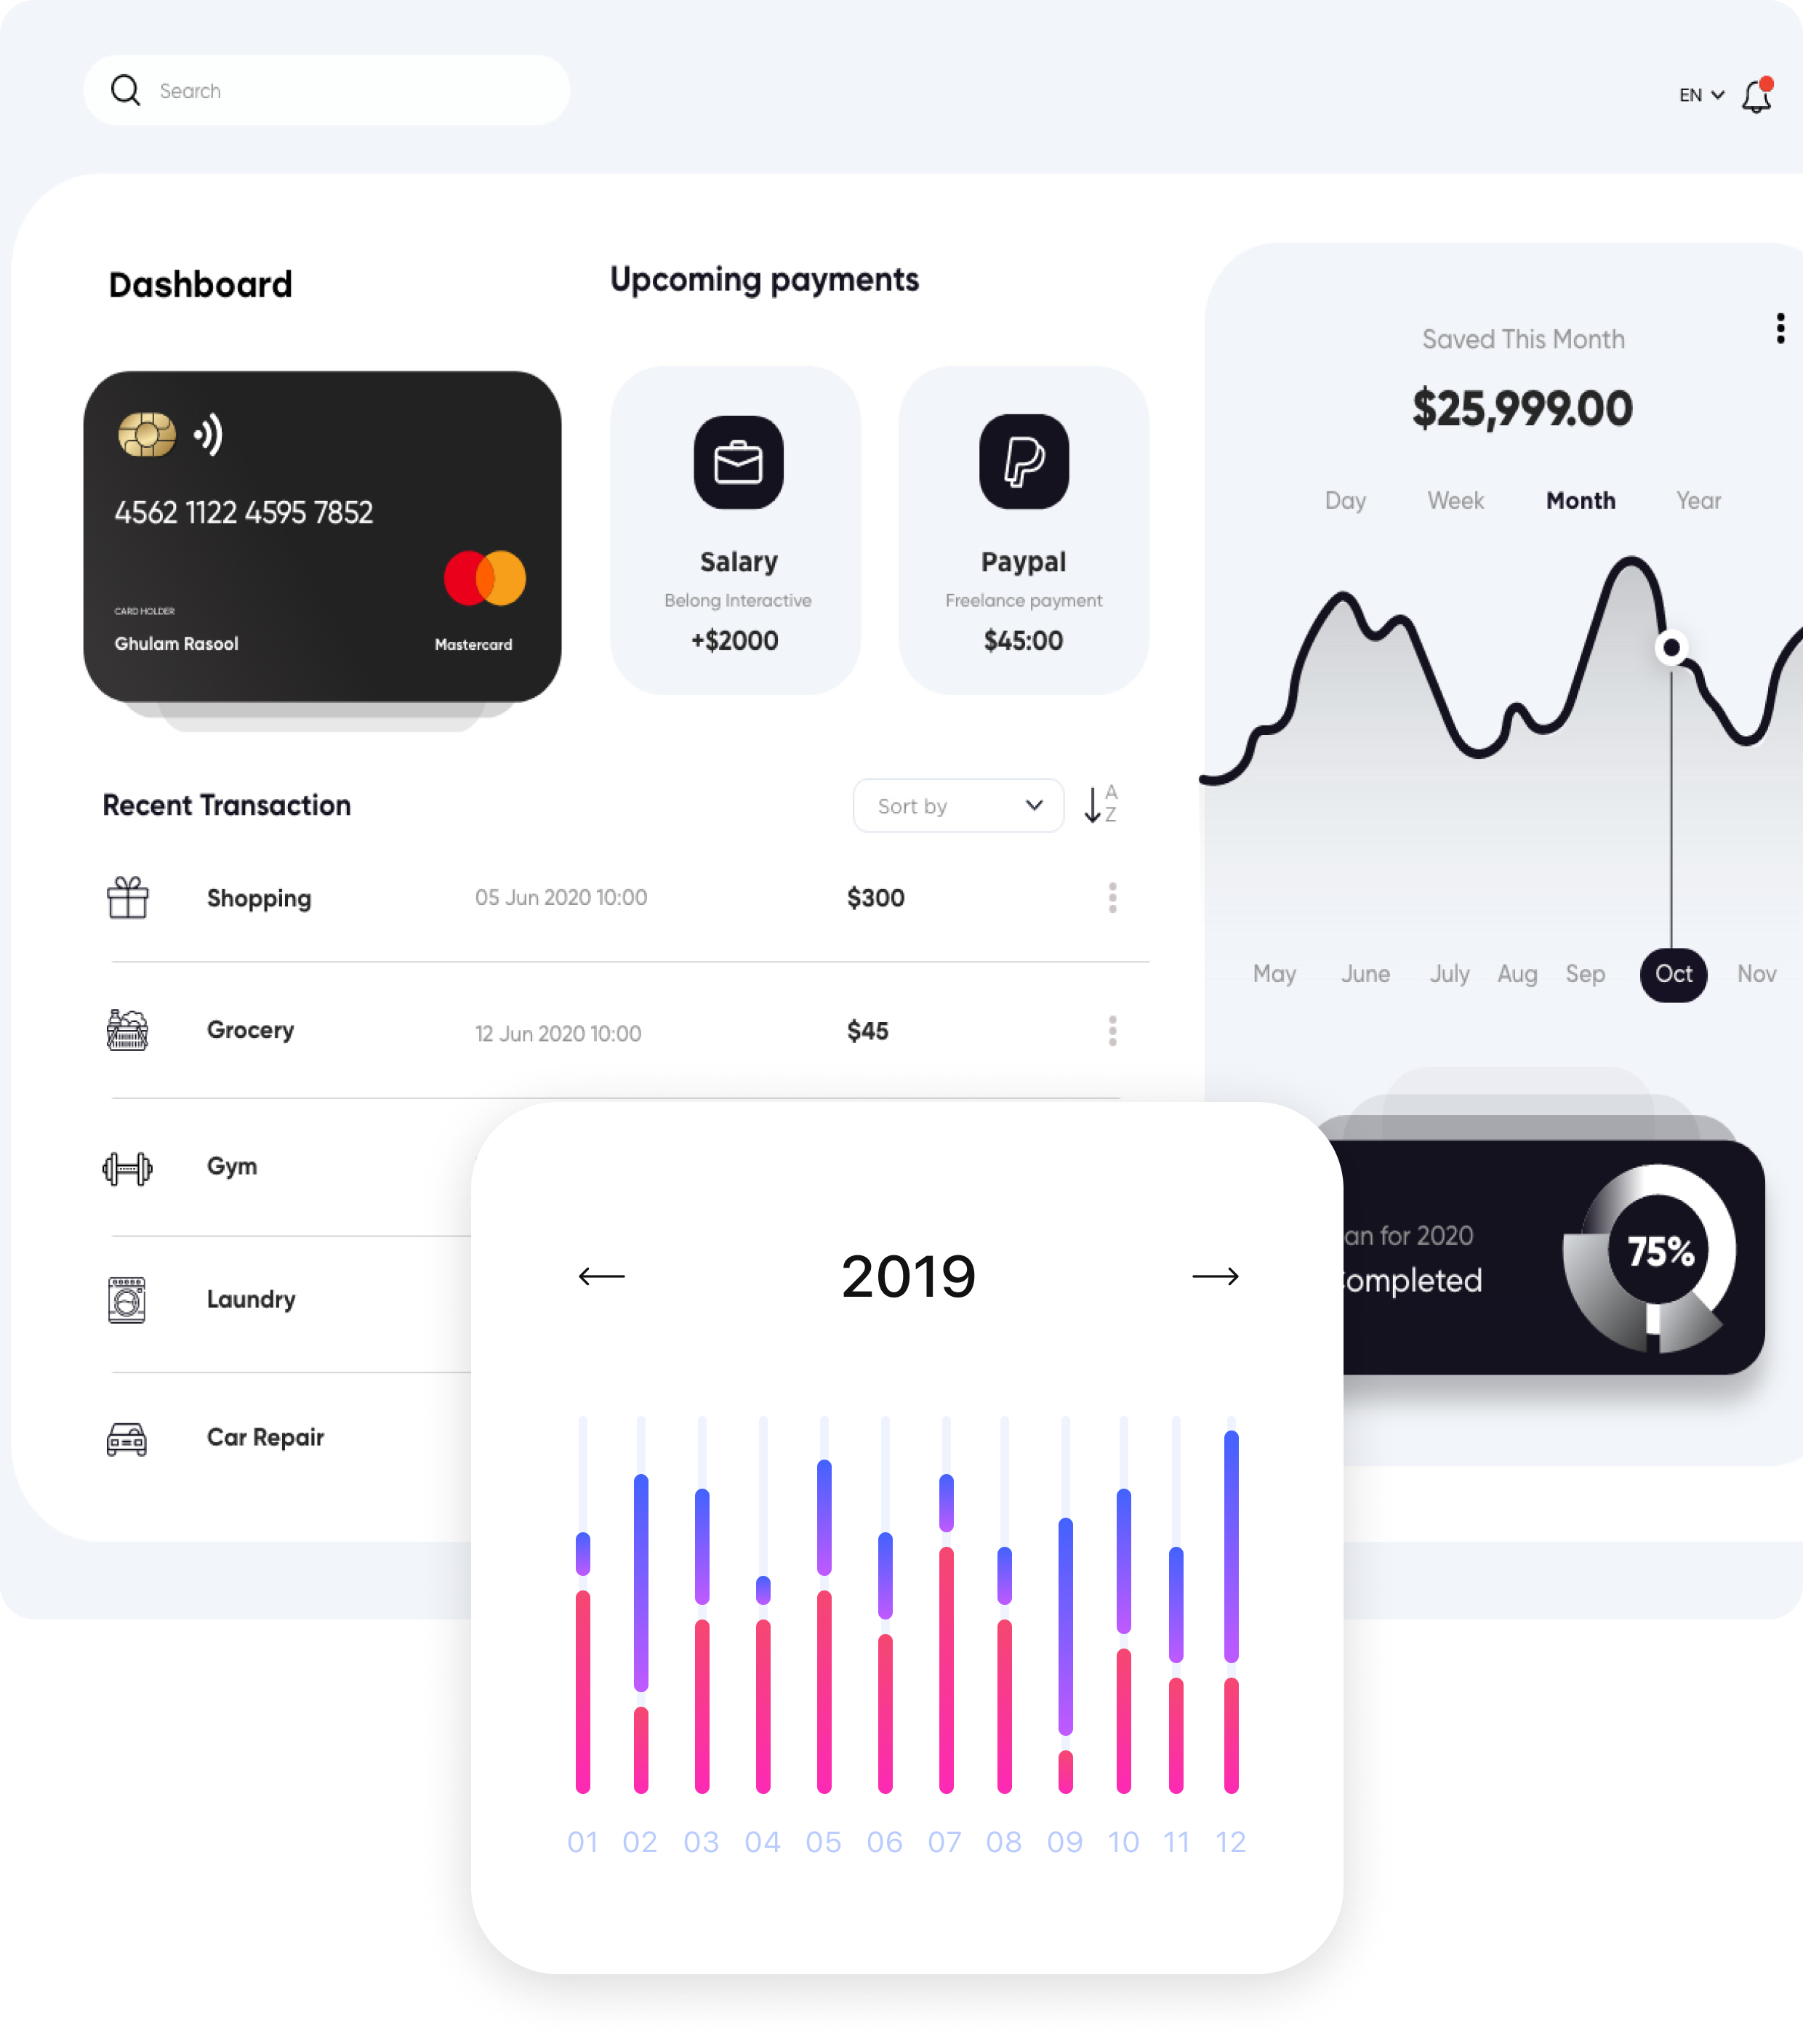 Search
EN
Dashboard
Upcoming payments
4562 1122 4595 7852
CARD HOLDER
Ghulam Rasool
Mastercard
Salary
Belong Interactive
+$2000
Paypal
Freelance payment
$45:00
Saved This Month
$25,999.00
Day Week Month Year
May June July Aug Sep Oct Nov
Recent Transaction
Sort by
A
Z
Shopping 05 Jun 2020 10:00 $300
Grocery 12 Jun 2020 10:00 $45
Gym
Laundry
Car Repair
an for 2020
ompleted
75%
2019
01 02 03 04 05 06 07 08 09 10 11 12